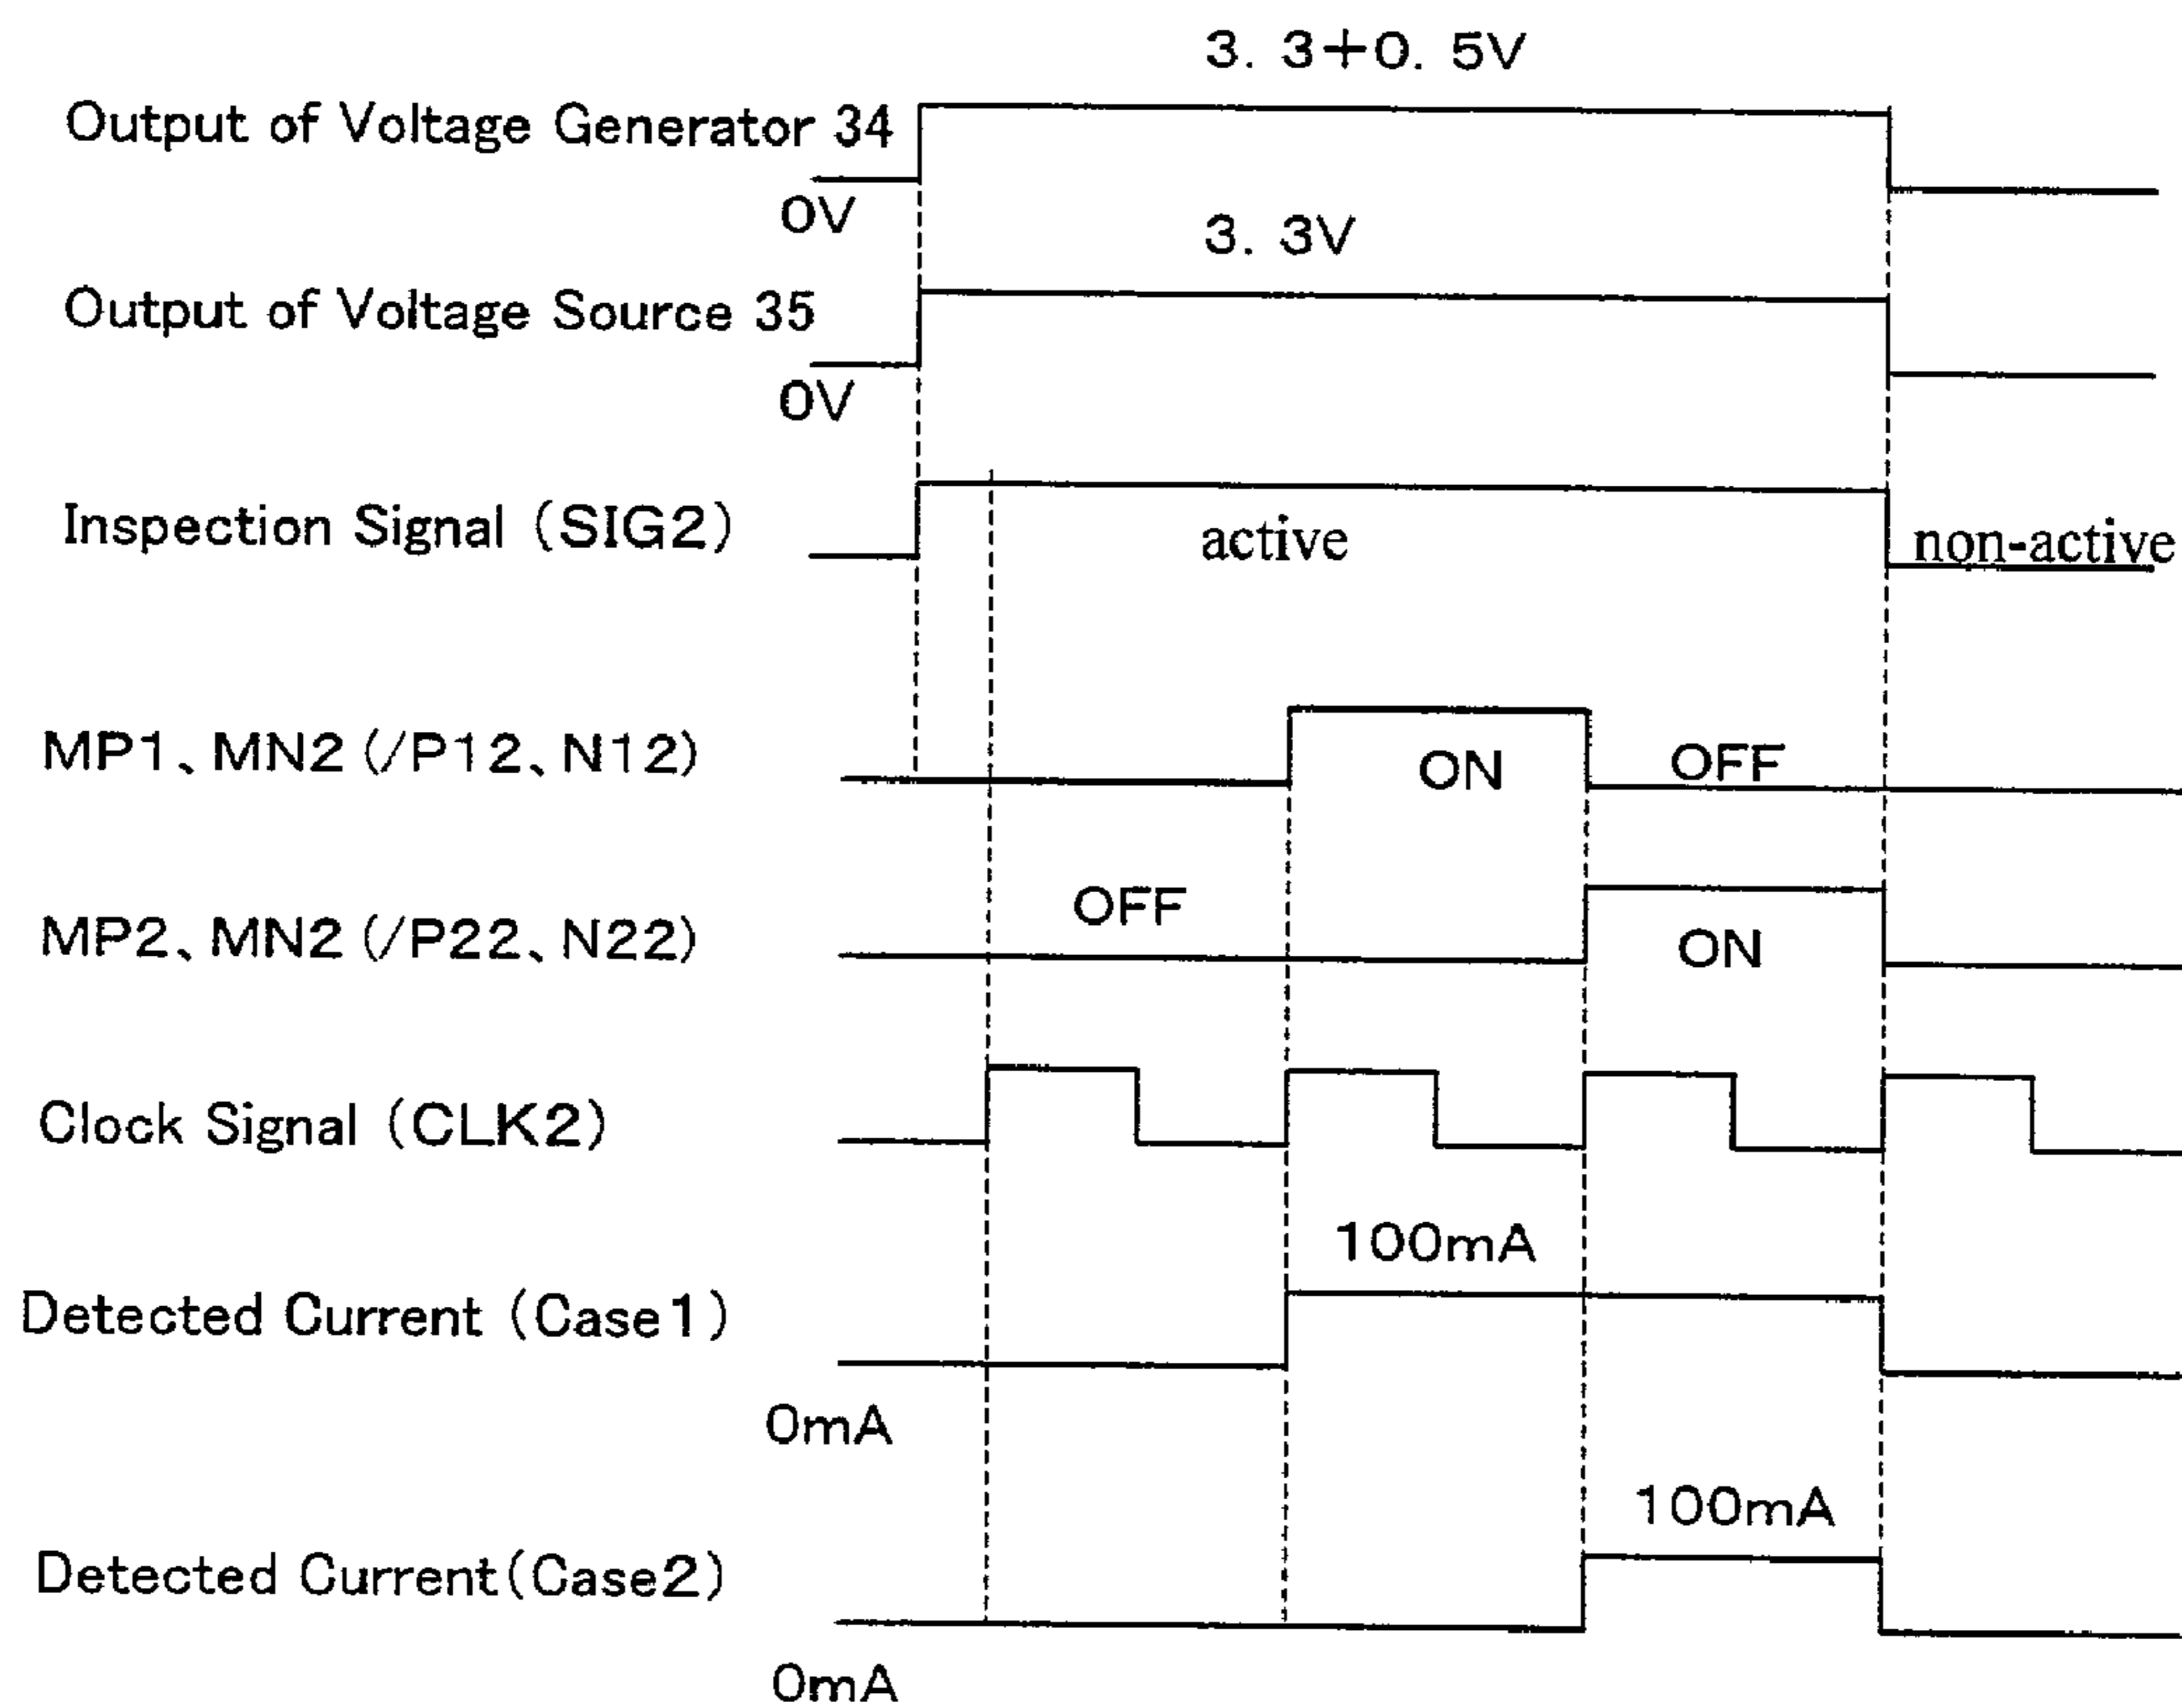 3. 3+0. 5V
Output of Voltage Generator 34
0V
3. 3V
Output of Voltage Source 35
0V
Inspection Signal (SIG2)
active
non-active
MP1、MN2 (/P12、N12)
ON
OFF
OFF
MP2、MN2 (/P22、N22)
ON
Clock Signal (CLK2)
100mA
Detected Current (Case1)
0mA
100mA
Detected Current(Case2)
0mA